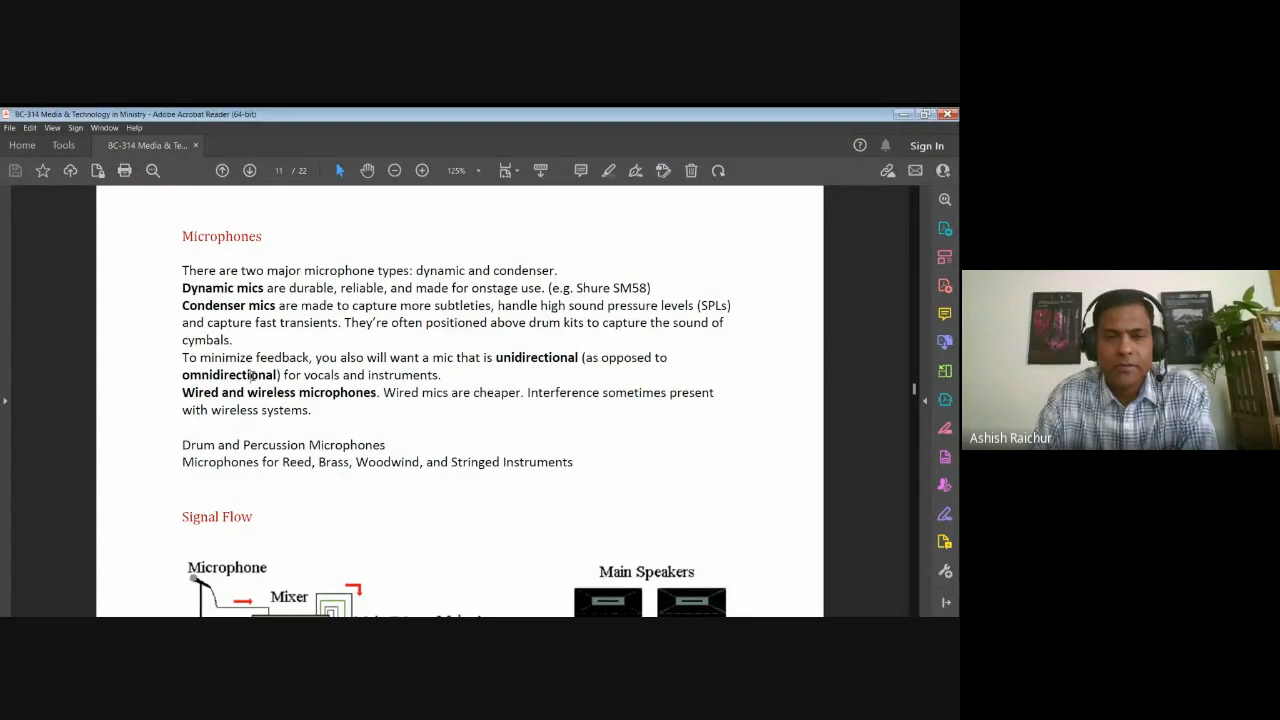 BC-314 Media & Technology in Ministry - Adobe Acrobat Reader (64-bit)
File Edit View Sign Window Help
Home Tools BC-314 Media & Te... × Sign In
11 / 22 125%
Microphones
There are two major microphone types: dynamic and condenser.
Dynamic mics are durable, reliable, and made for onstage use. (e.g. Shure SM58)
Condenser mics are made to capture more subtleties, handle high sound pressure levels (SPLs)
and capture fast transients. They’re often positioned above drum kits to capture the sound of
cymbals.
To minimize feedback, you also will want a mic that is unidirectional (as opposed to
omnidirectional) for vocals and instruments.
Wired and wireless microphones. Wired mics are cheaper. Interference sometimes present
with wireless systems.
Drum and Percussion Microphones
Microphones for Reed, Brass, Woodwind, and Stringed Instruments
Signal Flow
Microphone
Mixer
Main Speakers
Ashish Raichur